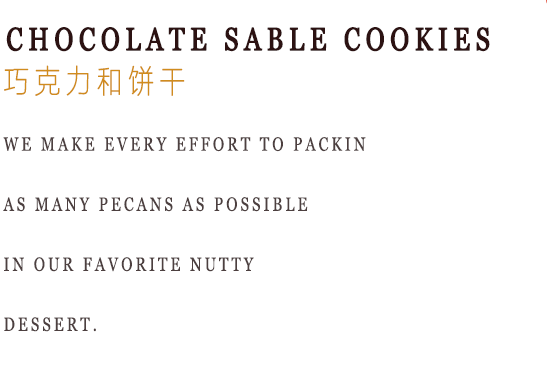 CHOCOLATE SABLE COOKIES
巧克力和饼干
WE MAKE EVERY EFFORT TO PACKIN
AS MANY PECANS AS POSSIBLE
IN OUR FAVORITE NUTTY
DESSERT.